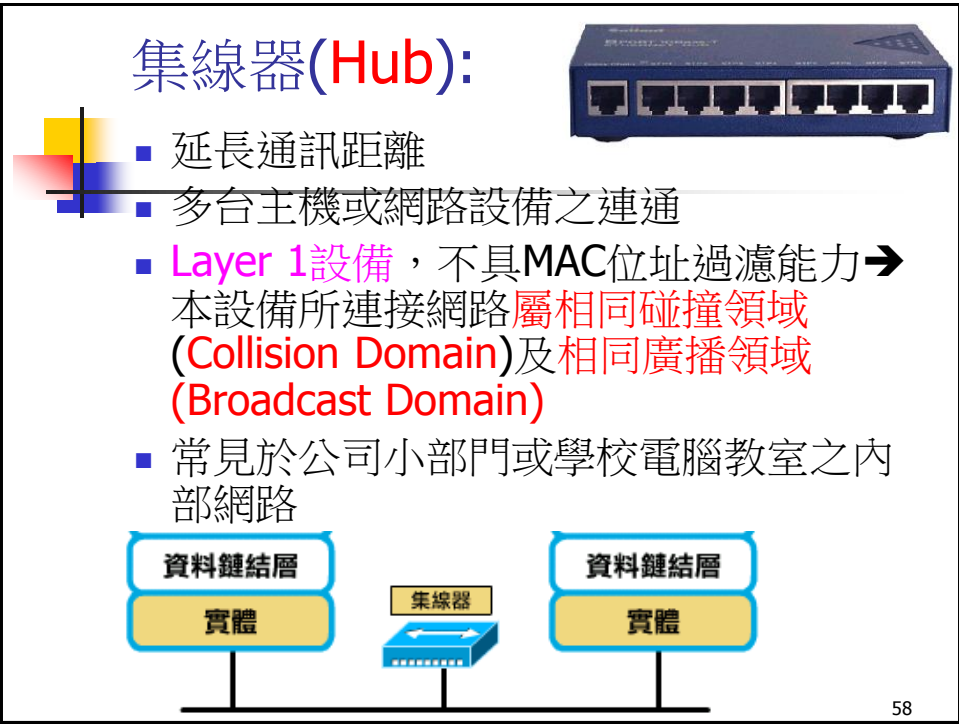 集線器(Hub):
■ 延長通訊距離
■ 多台主機或網路設備之連通
■ Layer 1設備，不具MAC位址過濾能力➔
本設備所連接網路屬相同碰撞領域
(Collision Domain)及相同廣播領域
(Broadcast Domain)
■ 常見於公司小部門或學校電腦教室之內
部網路
資料鏈結層
實體
集線器
資料鏈結層
實體
58